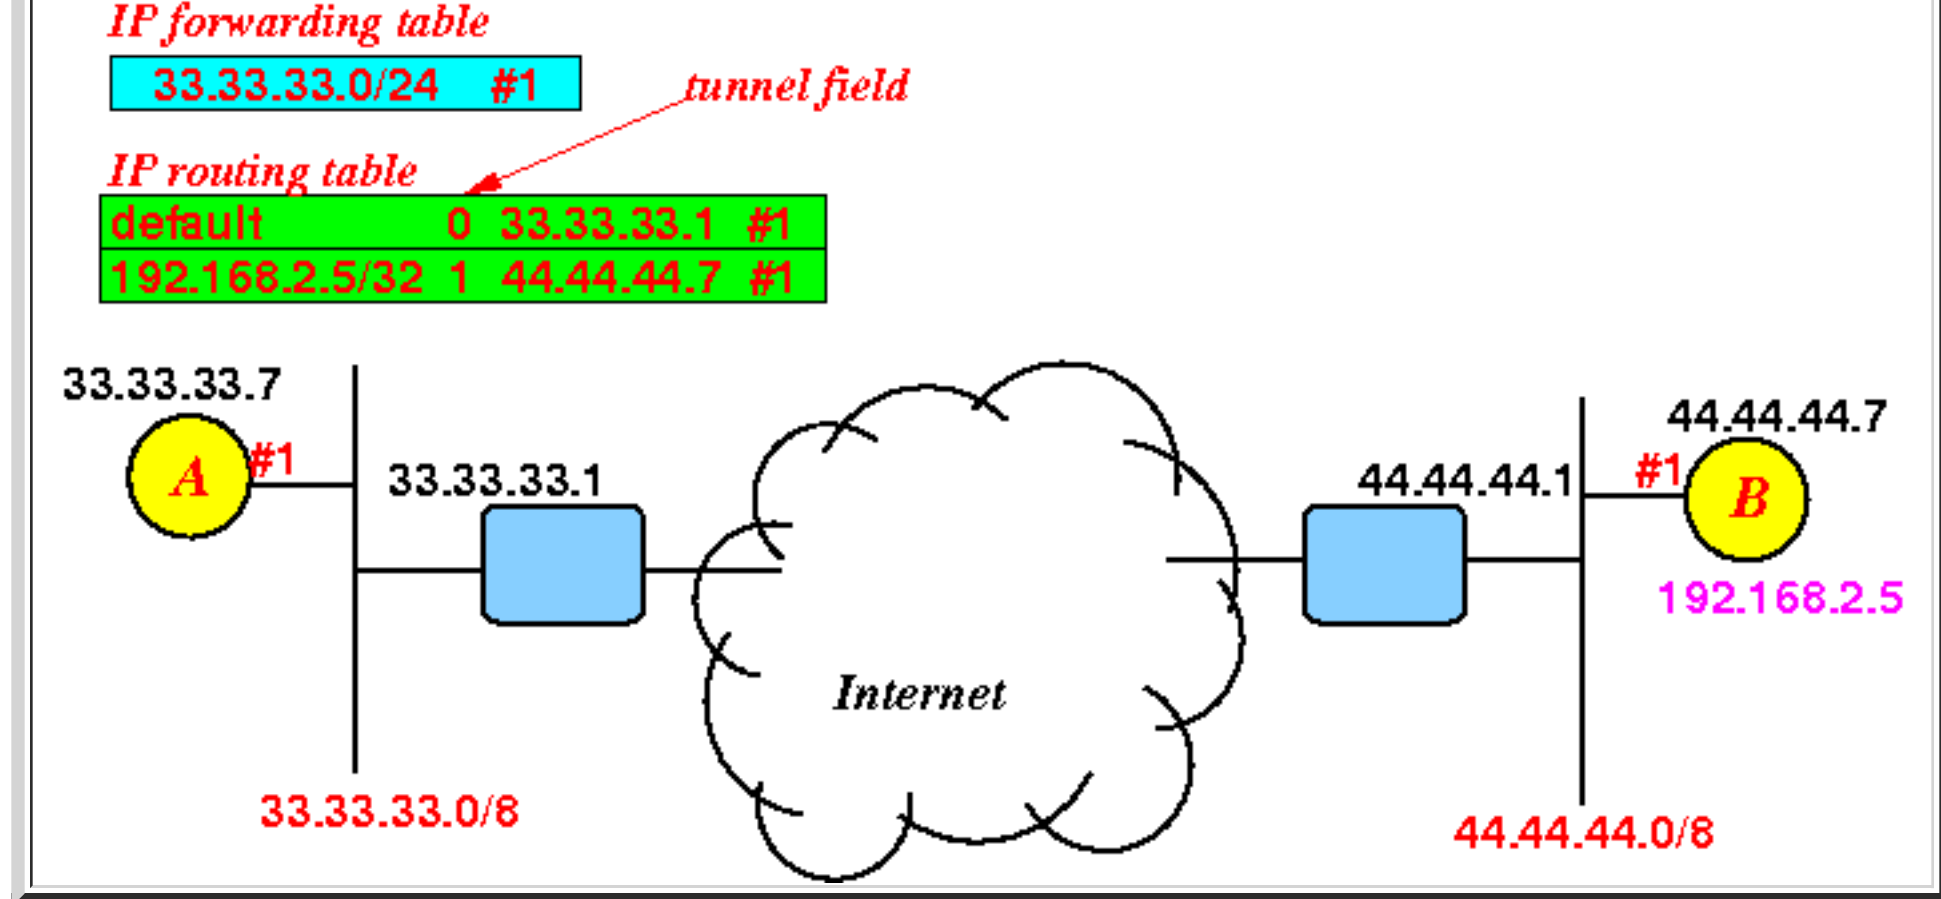 IP forwarding table
33.33.33.0/24 #1
tunnel field
IP routing table
default 0 33.33.33.1 #1
192.168.2.5/32 1 44.44.44.7 #1
33.33.33.7
A
#1
33.33.33.1
44.44.44.1
44.44.44.7
#1
B
192.168.2.5
Internet
33.33.33.0/8
44.44.44.0/8